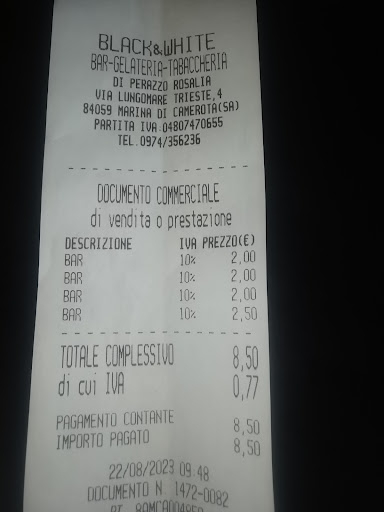 BLACK&WHITE
BAR-GELATERIA-TABACCHERIA
DI PERAZZO ROSALIA
VIA LUNGOMARE TRIESTE,4
84059 MARINA DI CAMEROTA(SA)
PARTITA IVA 04807470655
TEL.0974/356236
DOCUMENTO COMMERCIALE
di vendita o prestazione
DESCRIZIONE IVA PREZZO(€)
BAR 10% 2,00
BAR 10% 2,00
BAR 10% 2,00
BAR 10% 2,50
TOTALE COMPLESSIVO 8,50
di cui IVA 0,77
PAGAMENTO CONTANTE 8,50
IMPORTO PAGATO 8,50
22/08/2023 09:48
DOCUMENTO N 1472-0082
RT